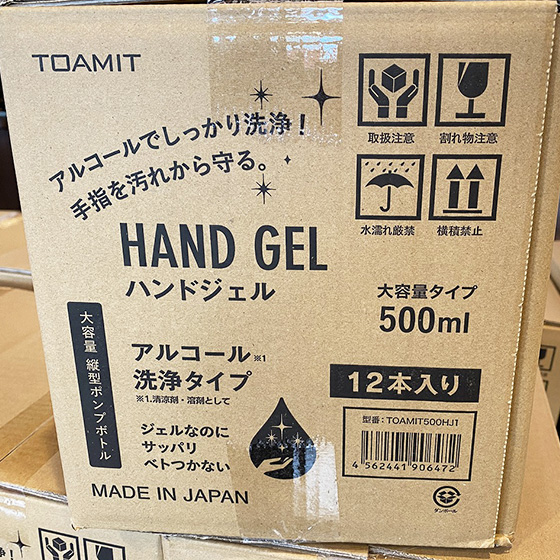 TOAMIT
アルコールでしっかり洗浄！
手指を汚れから守る。
取扱注意
割れ物注意
水濡れ厳禁
横積禁止
HAND GEL
ハンドジェル
大容量タイプ
500ml
大容量 縦型ポンプボトル
アルコール※1
洗浄タイプ
※1.清涼剤・溶剤として
12本入り
ジェルなのに
サッパリ
ベトつかない
型番：TOAMIT500HJ1
4 562441 906472
MADE IN JAPAN
ダンボール